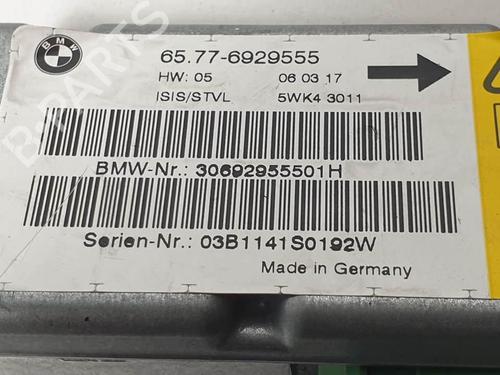 BMW
65.77-6929555
HW: 05 06 03 17
ISIS/STVL 5WK4 3011
BMW-Nr.: 30692955501H
Serien-Nr.: 03B1141S0192W
Made in Germany
B-PARTS